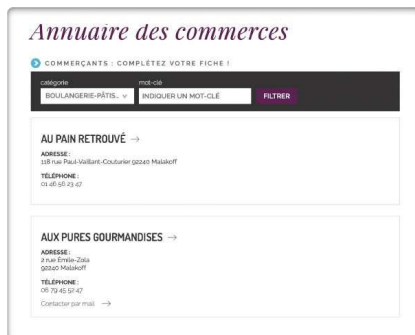 Annuaire des commerces
COMMERÇANTS : COMPLÉTEZ VOTRE FICHE !
catégorie mot-clé
BOULANGERIE-PÂTIS... INDIQUER UN MOT-CLÉ FILTRER
AU PAIN RETROUVÉ →
ADRESSE :
118 rue Paul-Vaillant-Couturier 92240 Malakoff
TÉLÉPHONE :
01 46 56 23 47
AUX PURES GOURMANDISES →
ADRESSE :
2 rue Émile-Zola
92240 Malakoff
TÉLÉPHONE :
06 79 45 52 47
Contacter par mail →